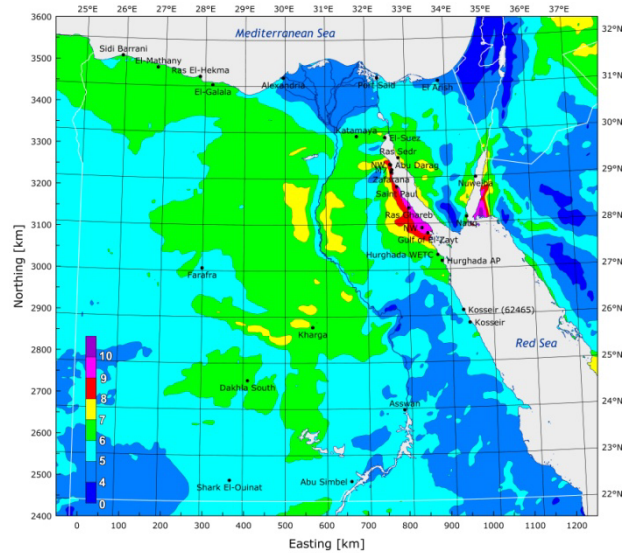 25°E 26°E 27°E 28°E 29°E 30°E 31°E 32°E 33°E 34°E 35°E 36°E
3600
3500
3400
3300
3200
3100
3000
2900
2800
2700
2600
2500
2400
Northing [km]
32°N
31°N
30°N
29°N
28°N
27°N
26°N
25°N
24°N
23°N
22°N
Mediterranean Sea
Sidi Barrani
El-Mathany
Ras El-Hekma
El-Galala
Alexandria
Port Said
El Arish
Katamaya
El-Suez
Ras Sedr
NW
Abu Darag
Zafarana
Saint Paul
Nuweiba
Nabq
Ras Ghareb
NW
Gulf of El-Zayt
Hurghada WETC
Hurghada AP
Farafra
Kosseir (62465)
Kosseir
Kharga
Red Sea
Dakhla South
Asswan
Shark El-Ouinat
Abu Simbel
10
9
8
7
6
5
4
0
0 100 200 300 400 500 600 700 800 900 1000 1100 1200
Easting [km]